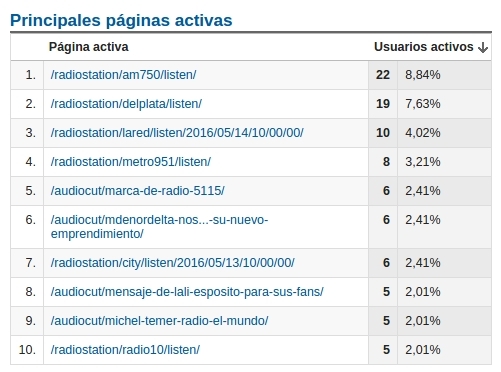 Principales páginas activas
Página activa Usuarios activos
1. /radiostation/am750/listen/ 22 8,84%
2. /radiostation/delplata/listen/ 19 7,63%
3. /radiostation/lared/listen/2016/05/14/10/00/00/ 10 4,02%
4. /radiostation/metro951/listen/ 8 3,21%
5. /audiocut/marca-de-radio-5115/ 6 2,41%
6. /audiocut/mdenordelta-nos...-su-nuevo- 6 2,41%
emprendimiento/
7. /radiostation/city/listen/2016/05/13/10/00/00/ 6 2,41%
8. /audiocut/mensaje-de-lali-esposito-para-sus-fans/ 5 2,01%
9. /audiocut/michel-temer-radio-el-mundo/ 5 2,01%
10. /radiostation/radio10/listen/ 5 2,01%